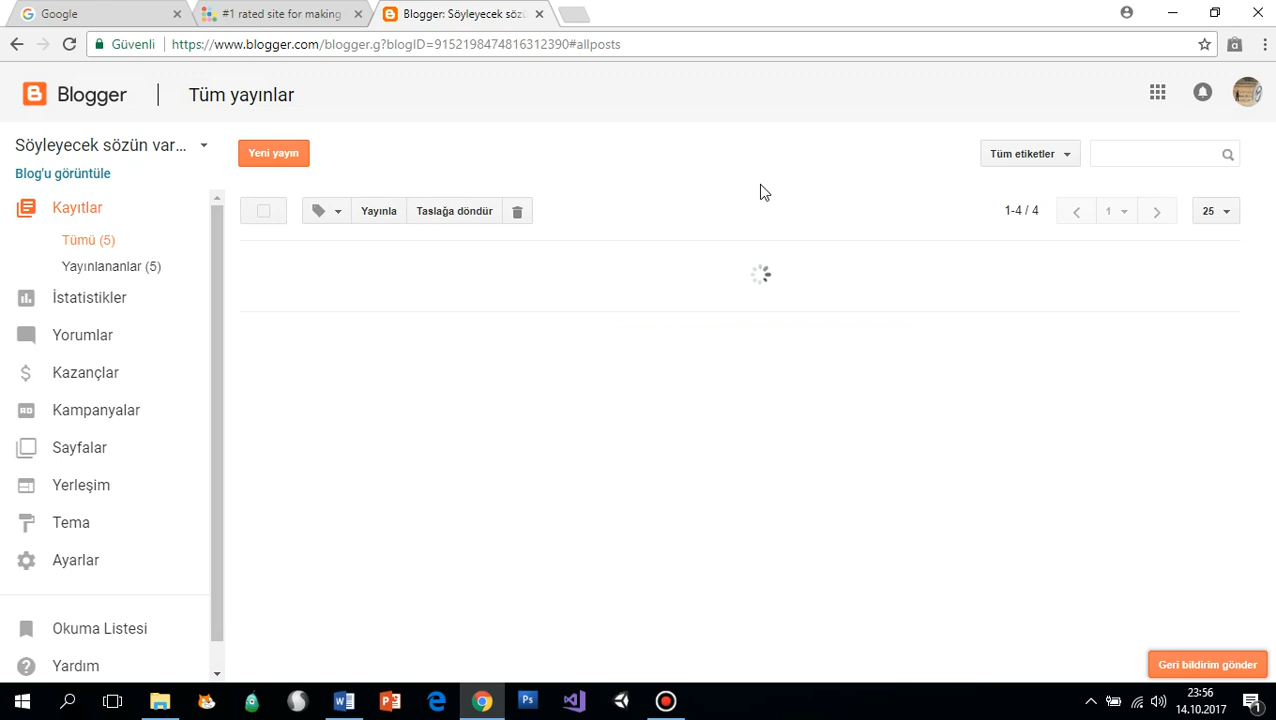 Google
#1 rated site for making
Blogger: Söyleyecek sözü
Güvenli
https://www.blogger.com/blogger.g?blogID=9152198474816312390#allposts
Blogger
Tüm yayınlar
Söyleyecek sözün var...
Blog'u görüntüle
Yeni yayın
Tüm etiketler
Kayıtlar
Yayınla
Taslağa döndür
1-4 / 4
1
25
Tümü (5)
Yayınlananlar (5)
İstatistikler
Yorumlar
Kazançlar
Kampanyalar
Sayfalar
Yerleşim
Tema
Ayarlar
Okuma Listesi
Yardım
Geri bildirim gönder
23:56
14.10.2017